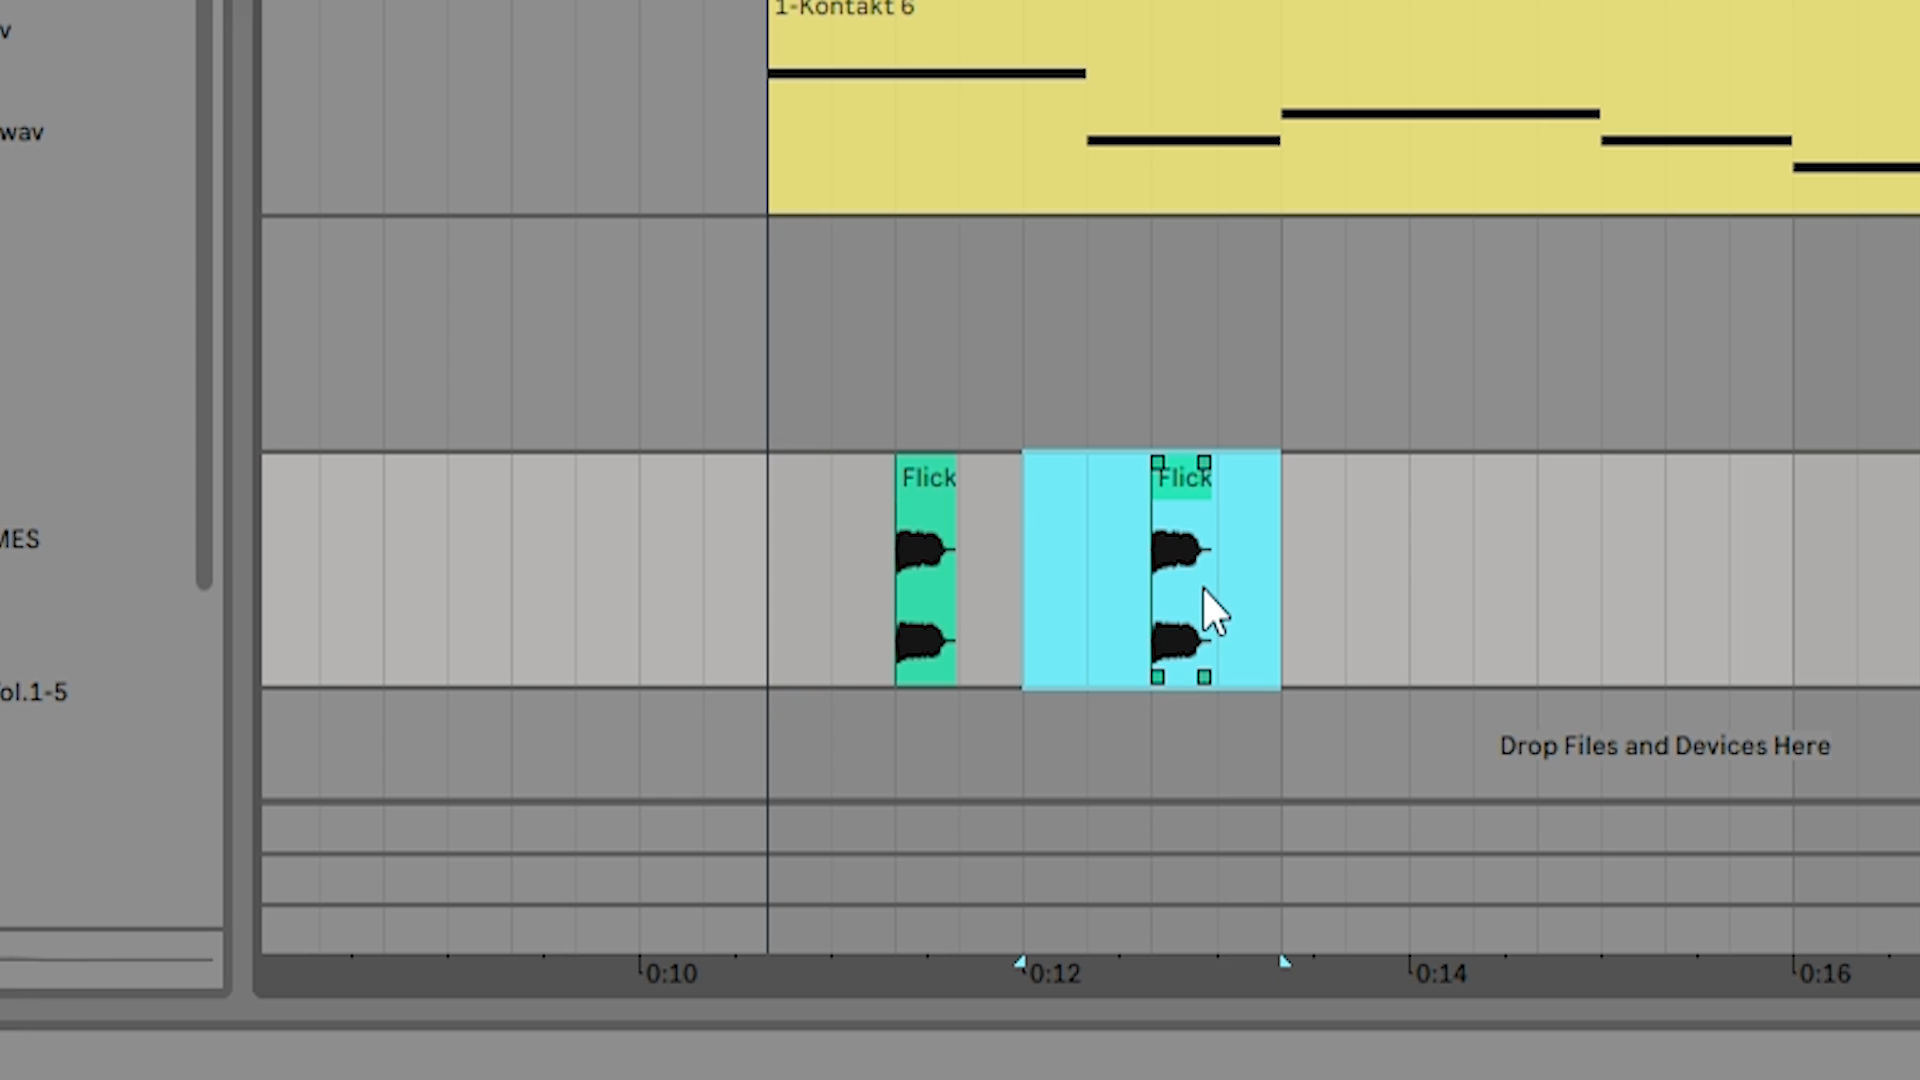 1-Kontakt 6
v
wav
Flick
Flick
MES
ol.1-5
Drop Files and Devices Here
0:10
0:12
0:14
0:16